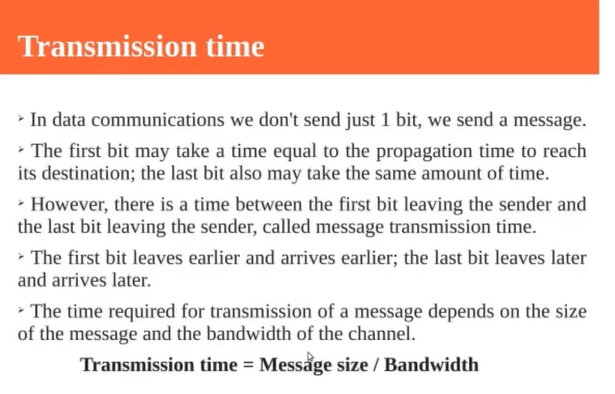 Transmission time
➢ In data communications we don't send just 1 bit, we send a message.
➢ The first bit may take a time equal to the propagation time to reach
its destination; the last bit also may take the same amount of time.
➢ However, there is a time between the first bit leaving the sender and
the last bit leaving the sender, called message transmission time.
➢ The first bit leaves earlier and arrives earlier; the last bit leaves later
and arrives later.
➢ The time required for transmission of a message depends on the size
of the message and the bandwidth of the channel.
Transmission time = Message size / Bandwidth